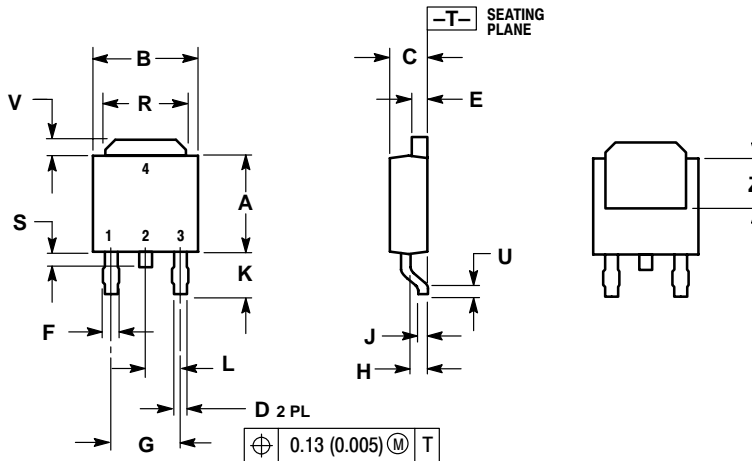 –T– SEATING
PLANE
B
C
V
R
E
4
A
Z
S
1 2 3
K
U
F
J
L
H
D 2 PL
G
⌖ 0.13 (0.005) Ⓜ T